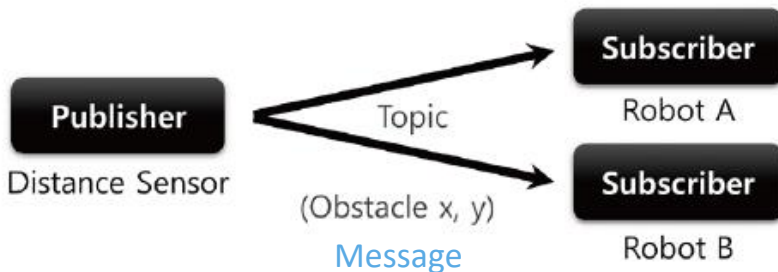 Publisher
Distance Sensor
Topic
(Obstacle x, y)
Message
Subscriber
Robot A
Subscriber
Robot B